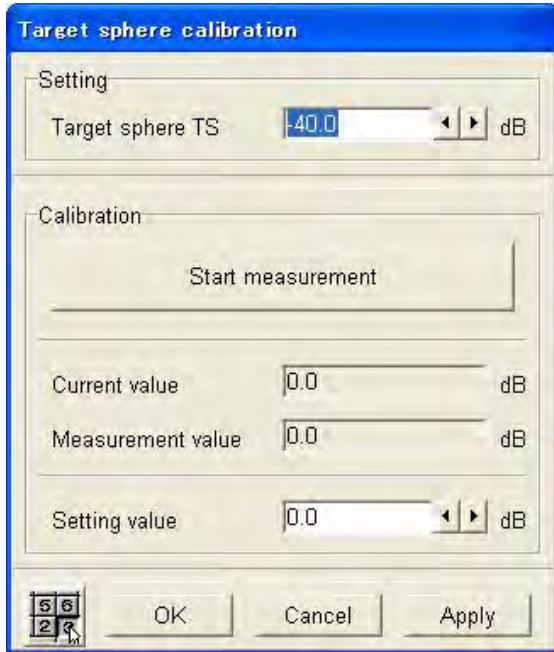 Target sphere calibration
Setting
Target sphere TS -40.0 dB
Calibration
Start measurement
Current value 0.0 dB
Measurement value 0.0 dB
Setting value 0.0 dB
5 6
2 3
OK Cancel Apply